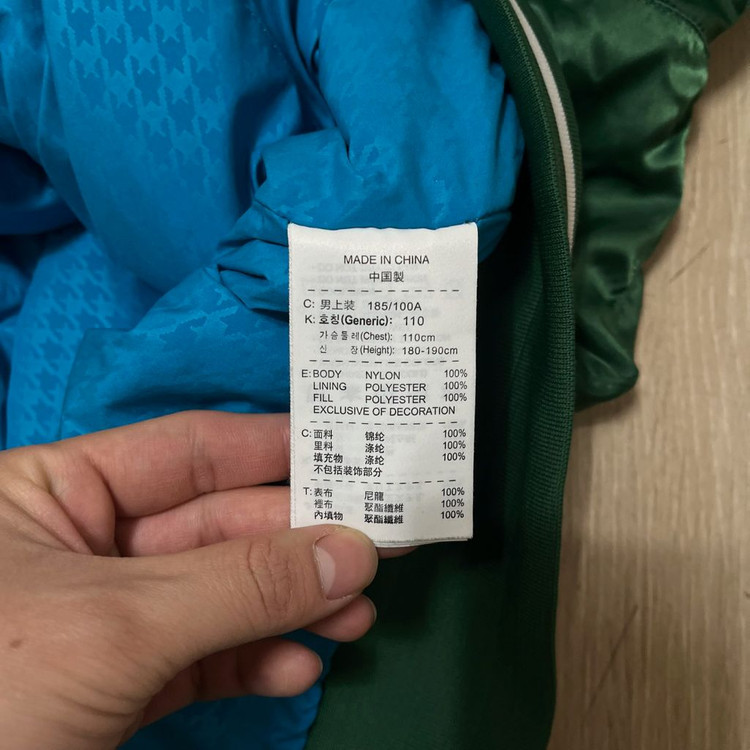 MADE IN CHINA
中国製
C: 男上裝 185/100A
K: 호칭(Generic): 110
가슴둘레(Chest): 110cm
신 장(Height): 180-190cm
E: BODY NYLON 100%
LINING POLYESTER 100%
FILL POLYESTER 100%
EXCLUSIVE OF DECORATION
C: 面料 锦纶 100%
里料 涤纶 100%
填充物 涤纶 100%
不包括装饰部分
T: 表布 尼龍 100%
裡布 聚酯纖維 100%
內填物 聚酯纖維 100%